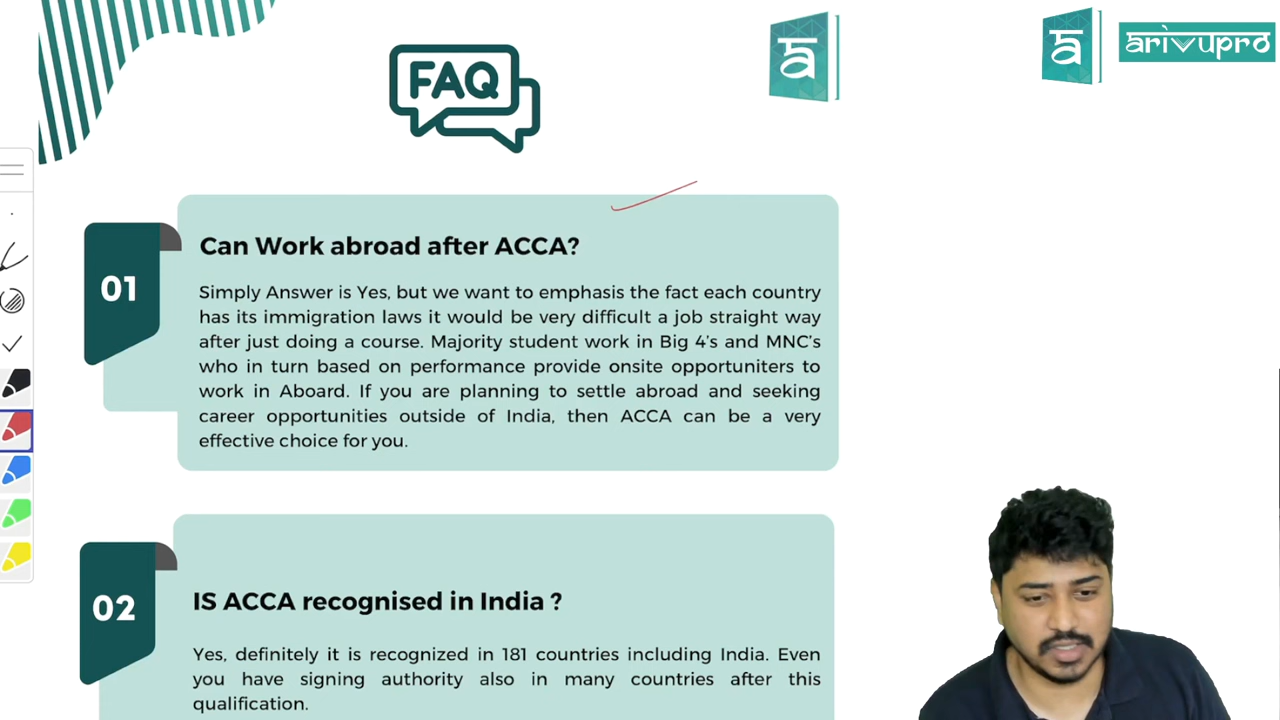 FAQ
arivupro
01
Can Work abroad after ACCA?
Simply Answer is Yes, but we want to emphasis the fact each country
has its immigration laws it would be very difficult a job straight way
after just doing a course. Majority student work in Big 4's and MNC's
who in turn based on performance provide onsite opportuniters to
work in Aboard. If you are planning to settle abroad and seeking
career opportunities outside of India, then ACCA can be a very
effective choice for you.
02
IS ACCA recognised in India ?
Yes, definitely it is recognized in 181 countries including India. Even
you have signing authority also in many countries after this
qualification.